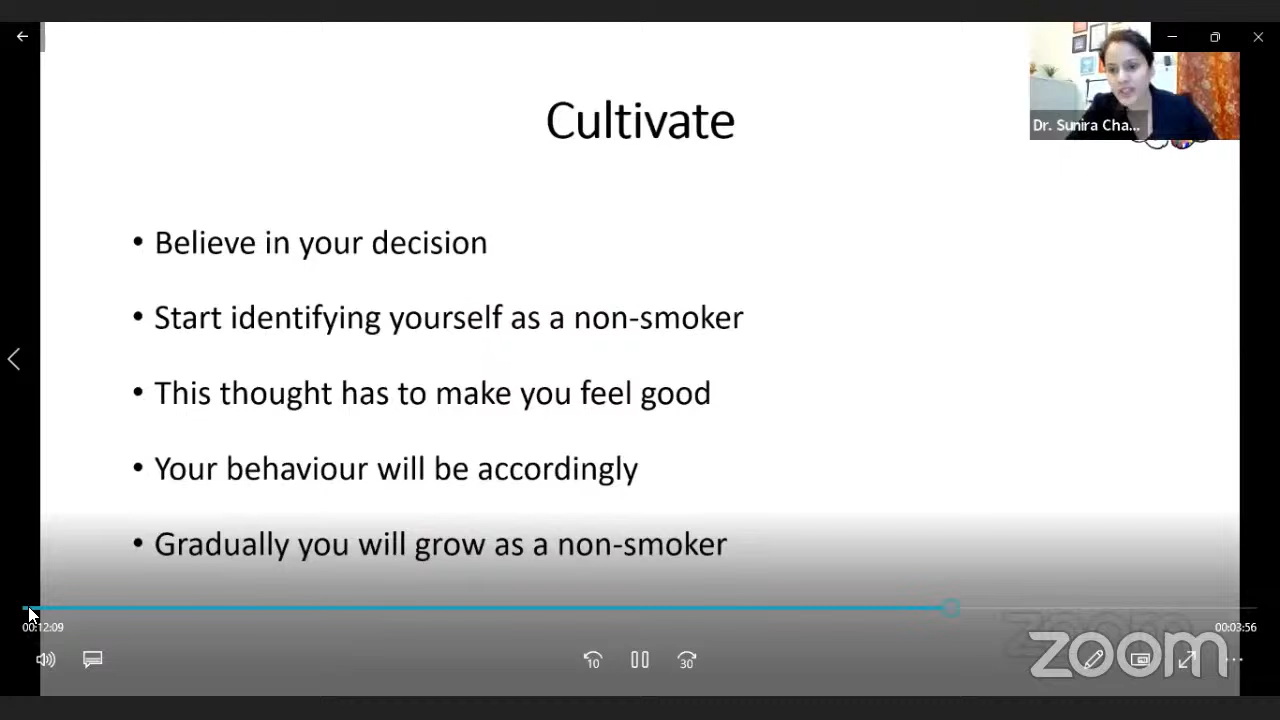 Cultivate
Dr. Sunira Cha...
• Believe in your decision
• Start identifying yourself as a non-smoker
• This thought has to make you feel good
• Your behaviour will be accordingly
• Gradually you will grow as a non-smoker
00:12:09
00:03:56
10
30
zoom